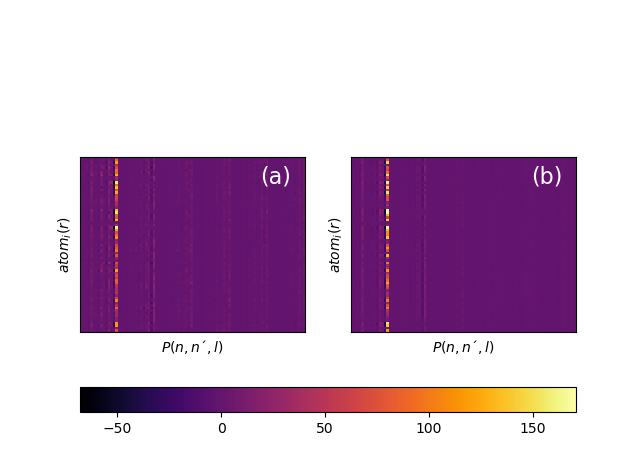 (a)
(b)
atom_i(r)
atom_i(r)
P(n, n´, l)
P(n, n´, l)
−50 0 50 100 150